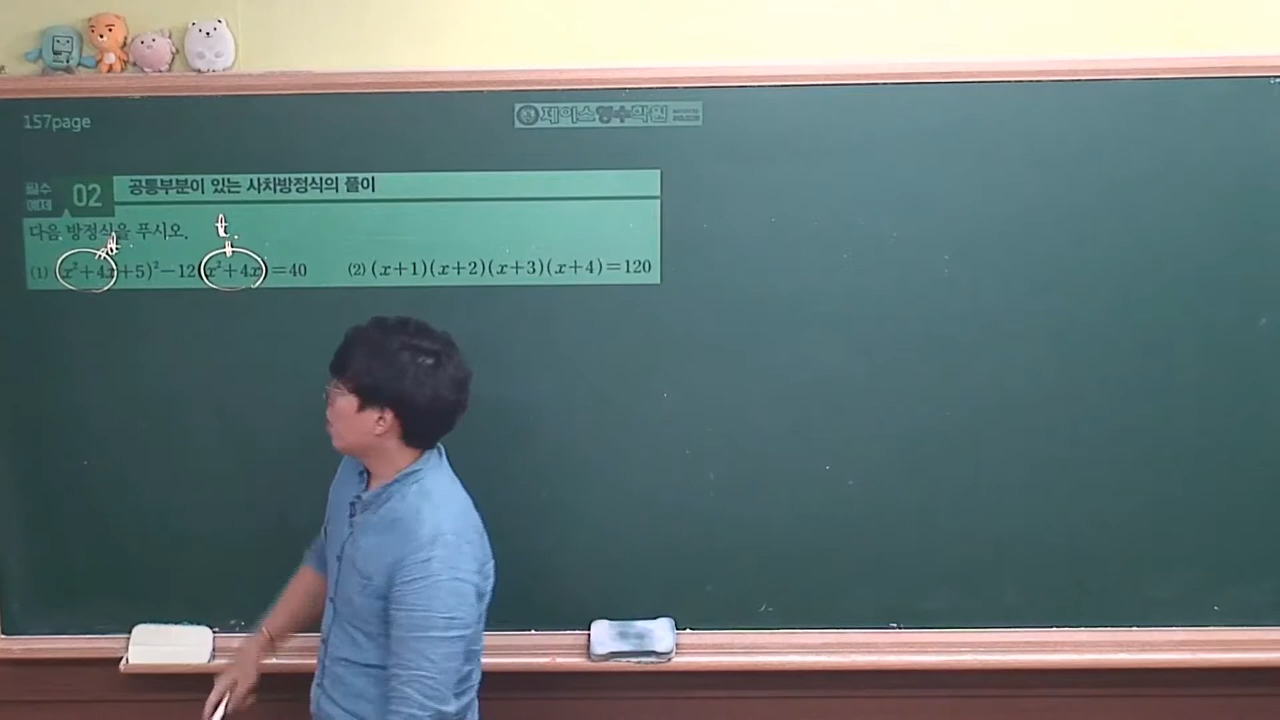 157page
제이스영수학원
필수 예제 02 공통부분이 있는 사차방정식의 풀이
다음 방정식을 푸시오.
t t
(1) (x²+4x+5)²−12(x²+4x)=40 (2) (x+1)(x+2)(x+3)(x+4)=120